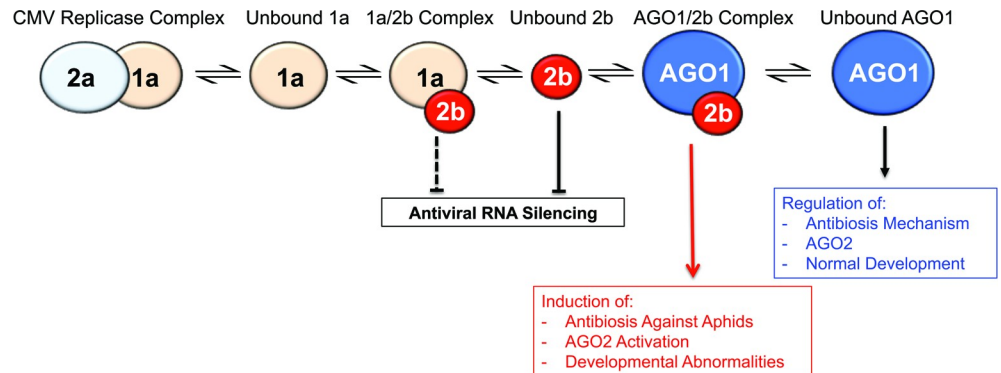 CMV Replicase Complex
Unbound 1a
1a/2b Complex
Unbound 2b
AGO1/2b Complex
Unbound AGO1
2a
1a
1a
1a
2b
2b
AGO1
2b
AGO1
Antiviral RNA Silencing
Regulation of:
- Antibiosis Mechanism
- AGO2
- Normal Development
Induction of:
- Antibiosis Against Aphids
- AGO2 Activation
- Developmental Abnormalities